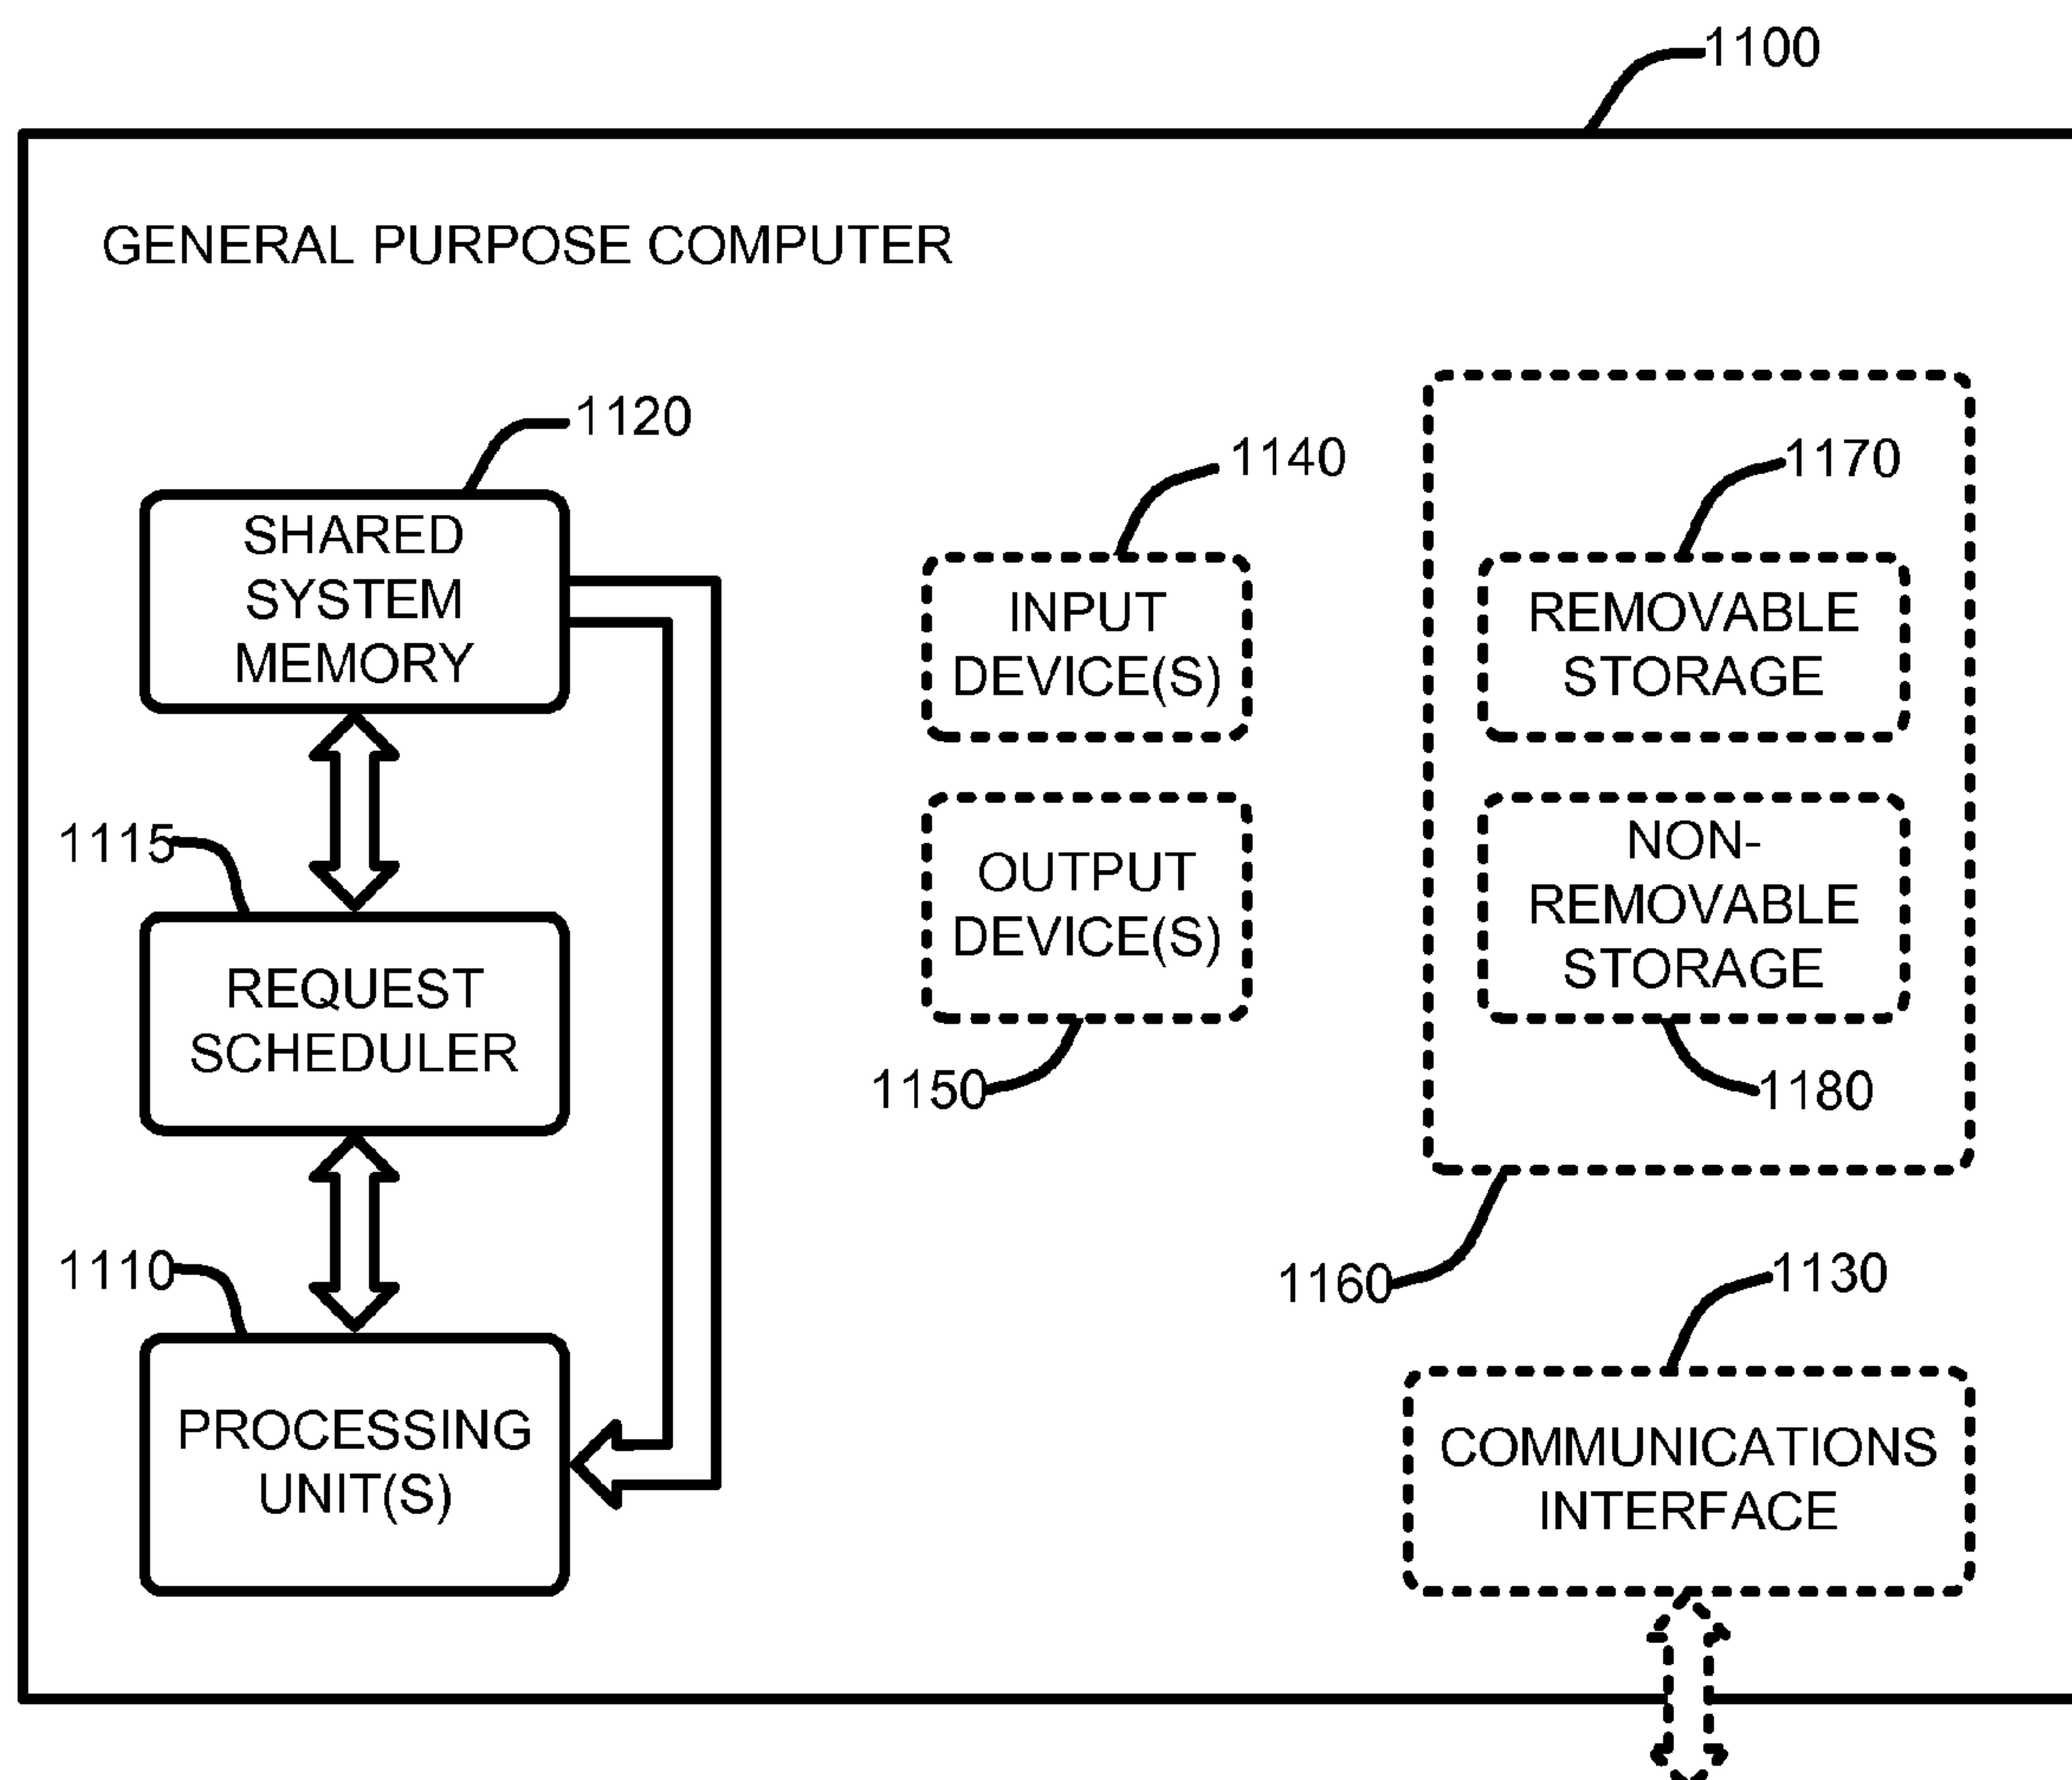 1100
GENERAL PURPOSE COMPUTER
1120
SHARED
SYSTEM
MEMORY
1115
REQUEST
SCHEDULER
1110
PROCESSING
UNIT(S)
1140
INPUT
DEVICE(S)
OUTPUT
DEVICE(S)
1150
1170
REMOVABLE
STORAGE
NON-
REMOVABLE
STORAGE
1180
1160
1130
COMMUNICATIONS
INTERFACE